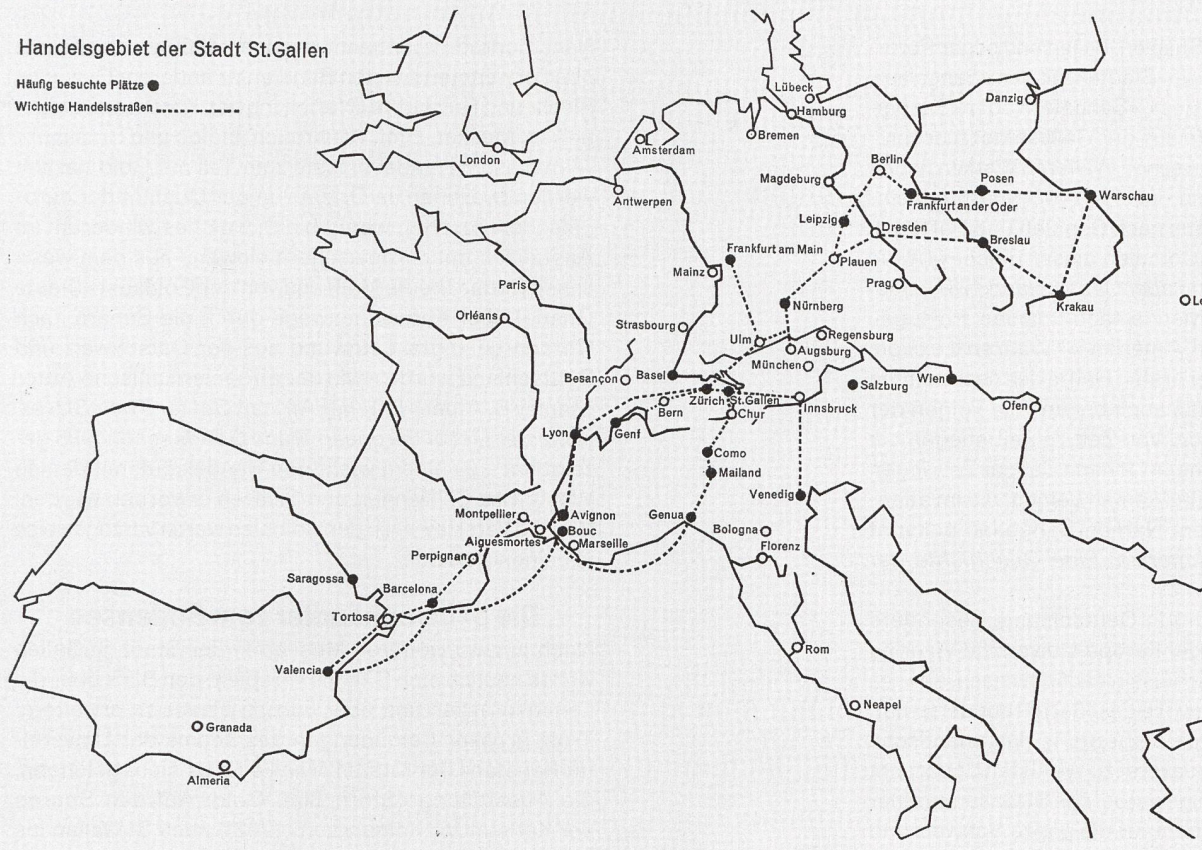 Handelsgebiet der Stadt St.Gallen
Häufig besuchte Plätze
Wichtige Handelsstraßen
Lübeck
Hamburg
Danzig
Bremen
Amsterdam
London
Berlin
Magdeburg
Posen
Warschau
Antwerpen
Frankfurt an der Oder
Leipzig
Dresden
Breslau
Frankfurt am Main
Plauen
Mainz
Prag
Paris
Krakau
Nürnberg
Orléans
Strasbourg
Ulm
Regensburg
Augsburg
München
Besançon
Basel
Wien
Salzburg
Zürich
St.Gallen
Innsbruck
Bern
Ofen
Chur
Lyon
Genf
Como
Mailand
Venedig
Montpellier
Avignon
Genua
Bouc
Bologna
Aiguesmortes
Marseille
Florenz
Perpignan
Saragossa
Barcelona
Tortosa
Rom
Valencia
Neapel
Granada
Almeria